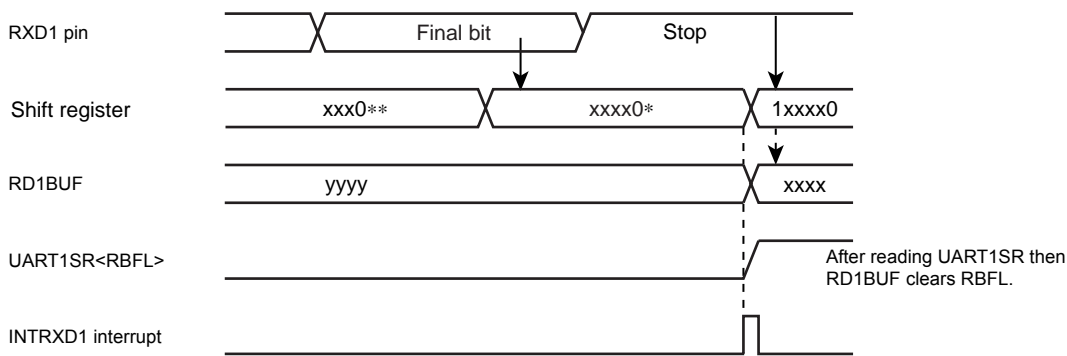 RXD1 pin
Final bit
Stop
Shift register
xxx0**
xxxx0*
1xxxx0
RD1BUF
yyyy
xxxx
UART1SR<RBFL>
After reading UART1SR then
RD1BUF clears RBFL.
INTRXD1 interrupt